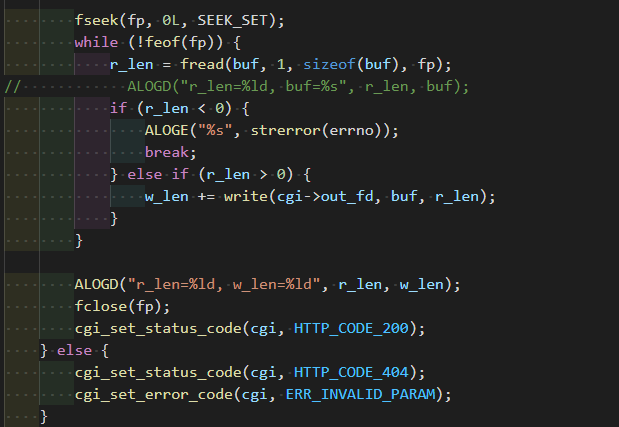 fseek(fp, 0L, SEEK_SET);
while (!feof(fp)) {
r_len = fread(buf, 1, sizeof(buf), fp);
// ALOGD("r_len=%ld, buf=%s", r_len, buf);
if (r_len < 0) {
ALOGE("%s", strerror(errno));
break;
} else if (r_len > 0) {
w_len += write(cgi->out_fd, buf, r_len);
}
}
ALOGD("r_len=%ld, w_len=%ld", r_len, w_len);
fclose(fp);
cgi_set_status_code(cgi, HTTP_CODE_200);
} else {
cgi_set_status_code(cgi, HTTP_CODE_404);
cgi_set_error_code(cgi, ERR_INVALID_PARAM);
}